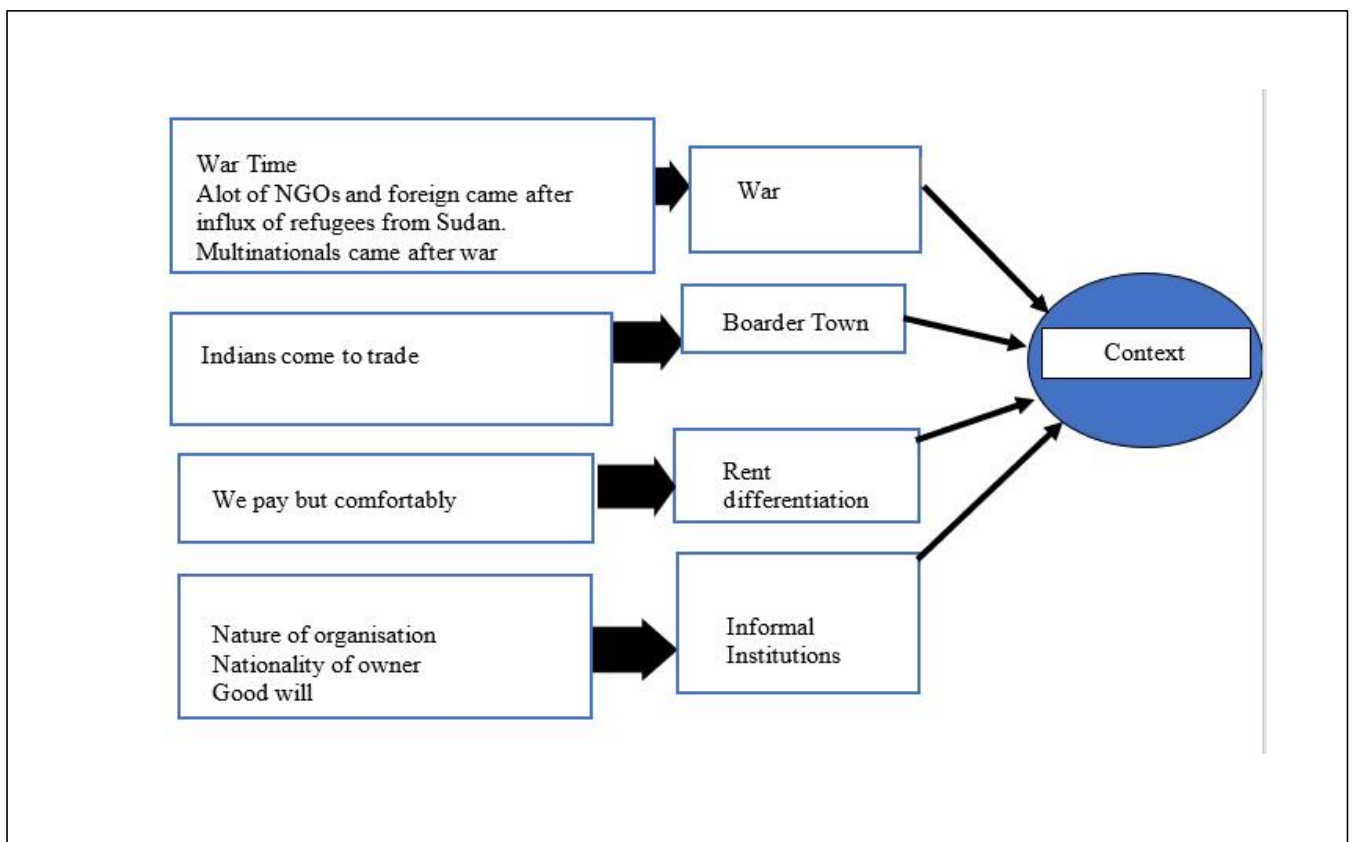 War Time
Alot of NGOs and foreign came after
influx of refugees from Sudan.
Multinationals came after war
War
Indians come to trade
Boarder Town
Context
We pay but comfortably
Rent
differentiation
Nature of organisation
Nationality of owner
Good will
Informal
Institutions